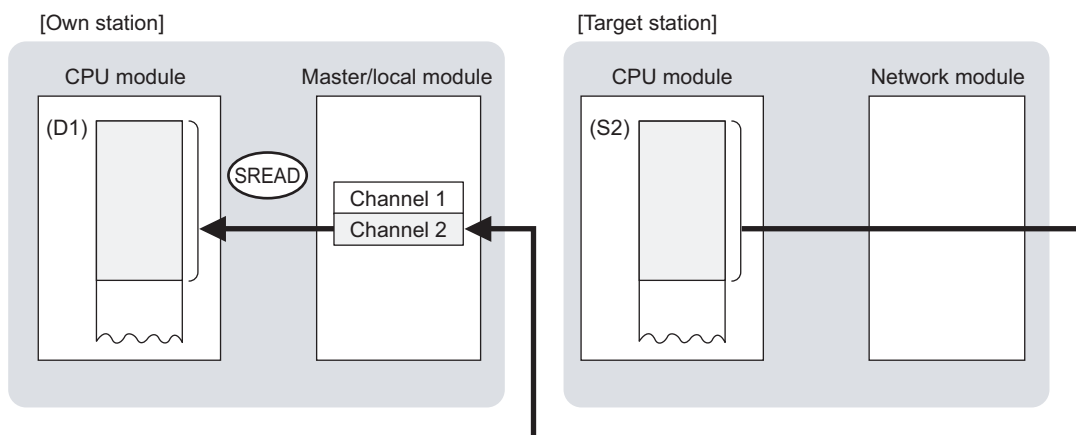 [Own station]
[Target station]
CPU module
Master/local module
CPU module
Network module
(D1)
SREAD
Channel 1
Channel 2
(S2)